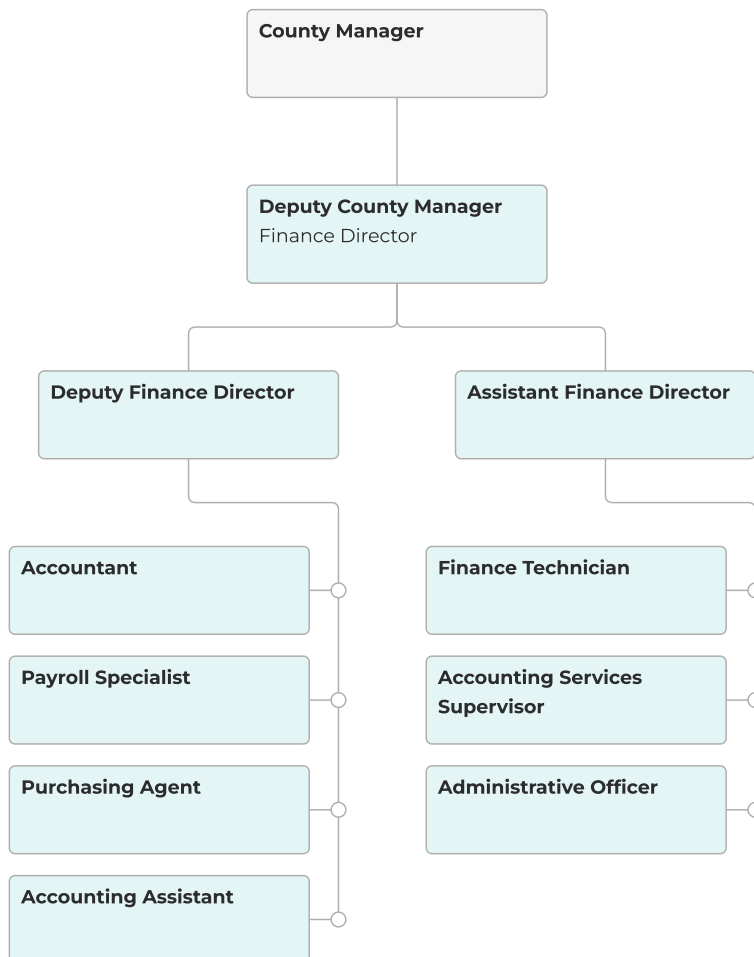 County Manager
Deputy County Manager
Finance Director
Deputy Finance Director
Assistant Finance Director
Accountant
Payroll Specialist
Purchasing Agent
Accounting Assistant
Finance Technician
Accounting Services
Supervisor
Administrative Officer